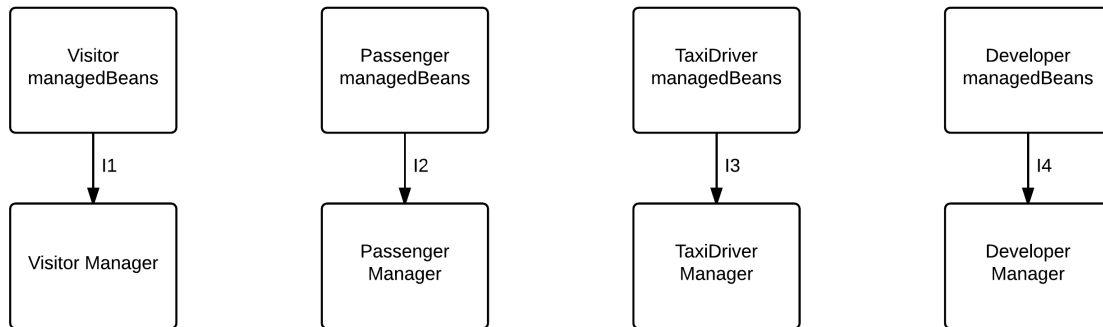 Visitor
managedBeans
Passenger
managedBeans
TaxiDriver
managedBeans
Developer
managedBeans
I1
I2
I3
I4
Visitor Manager
Passenger
Manager
TaxiDriver
Manager
Developer
Manager